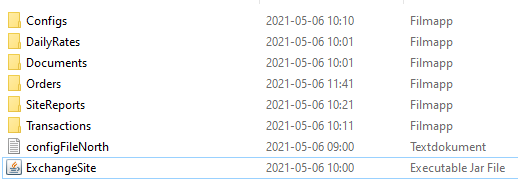 Configs 2021-05-06 10:10 Filmapp
DailyRates 2021-05-06 10:01 Filmapp
Documents 2021-05-06 10:01 Filmapp
Orders 2021-05-06 11:41 Filmapp
SiteReports 2021-05-06 10:21 Filmapp
Transactions 2021-05-06 10:11 Filmapp
configFileNorth 2021-05-06 09:00 Textdokument
ExchangeSite 2021-05-06 10:00 Executable Jar File